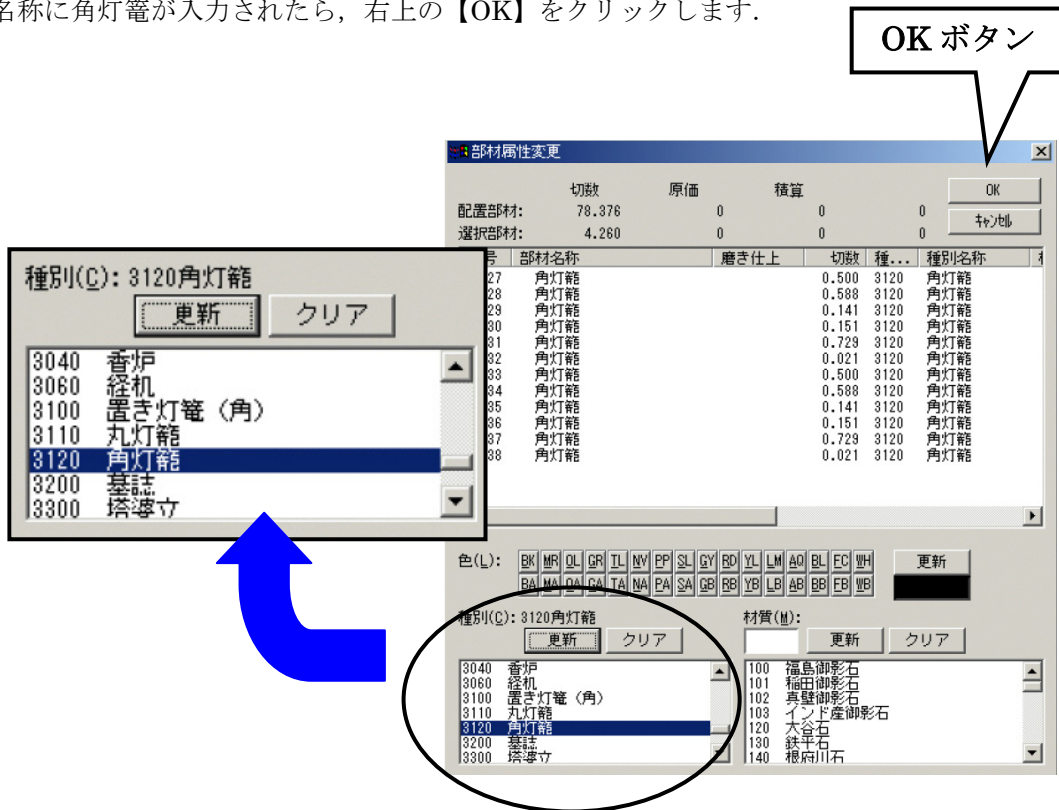 名称に角灯篭が入力されたら，右上の【OK】をクリックします.
OK ボタン
部材属性変更
切数 原価 積算
OK
配置部材: 78.376 0 0 0
キャンセル
選択部材: 4.260 0 0 0
号 部材名称 磨き仕上 切数 種... 種別名称
27 角灯籠 0.500 3120 角灯籠
28 角灯籠 0.588 3120 角灯籠
29 角灯籠 0.141 3120 角灯籠
30 角灯籠 0.151 3120 角灯籠
31 角灯籠 0.729 3120 角灯籠
32 角灯籠 0.021 3120 角灯籠
33 角灯籠 0.500 3120 角灯籠
34 角灯籠 0.588 3120 角灯籠
35 角灯籠 0.141 3120 角灯籠
36 角灯籠 0.151 3120 角灯籠
37 角灯籠 0.729 3120 角灯籠
38 角灯籠 0.021 3120 角灯籠
種別(C): 3120角灯籠
更新 クリア
3040 香炉
3060 経机
3100 置き灯篭（角）
3110 丸灯籠
3120 角灯籠
3200 墓誌
3300 塔婆立
色(L): BK MR OL GR TL NV PP SL GY RD YL LM AQ BL FC WH 更新
BA MA OA GA TA NA PA SA GB RB YB LB AB BB FB WB
種別(C): 3120角灯籠
更新 クリア
3040 香炉
3060 経机
3100 置き灯篭（角）
3110 丸灯籠
3120 角灯籠
3200 墓誌
3300 塔婆立
材質(M):
更新 クリア
100 福島御影石
101 稲田御影石
102 真壁御影石
103 インド産御影石
120 大谷石
130 鉄平石
140 根府川石